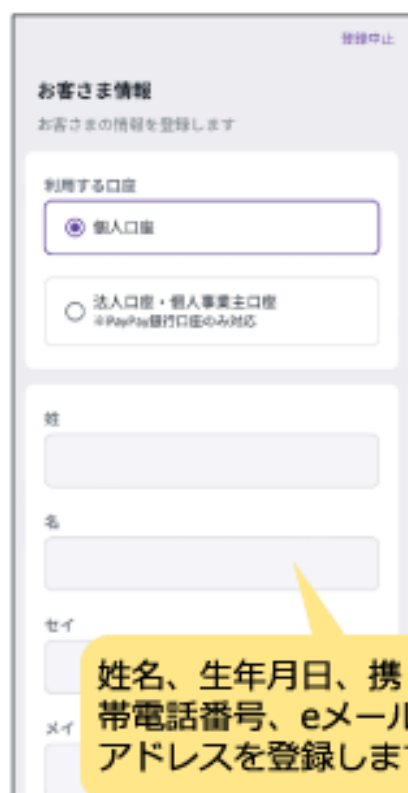 登録中止
お客さま情報
お客さまの情報を登録します
利用する口座
個人口座
法人口座・個人事業主口座
※PayPay銀行口座のみ対応
姓
名
セイ
メイ
姓名、生年月日、携
帯電話番号、eメール
アドレスを登録します